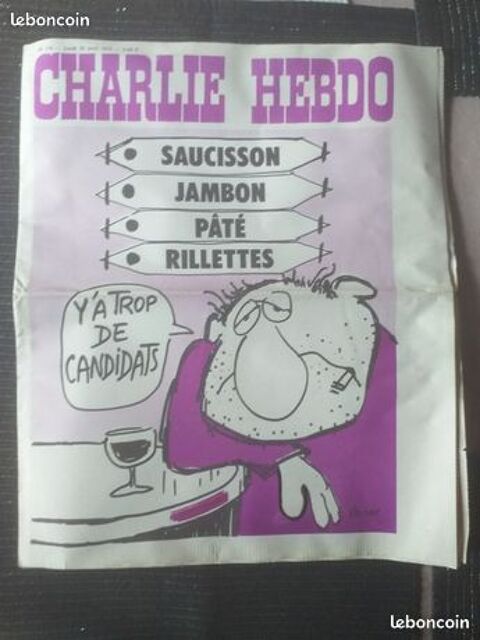 leboncoin
CHARLIE HEBDO
SAUCISSON
JAMBON
PÂTÉ
RILLETTES
Y'A TROP
DE
CANDIDATS
leboncoin